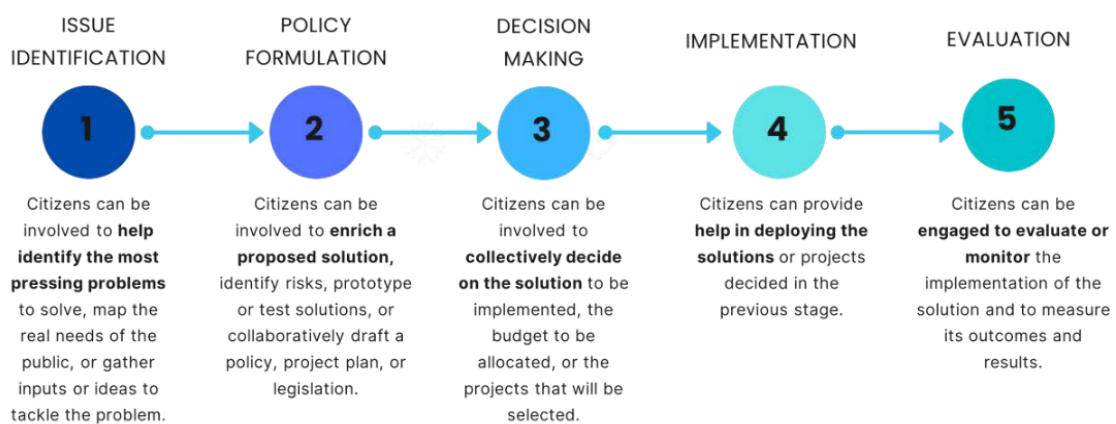 ISSUE
IDENTIFICATION
1
Citizens can be
involved to help
identify the most
pressing problems
to solve, map the
real needs of the
public, or gather
inputs or ideas to
tackle the problem.
POLICY
FORMULATION
2
Citizens can be
involved to enrich a
proposed solution,
identify risks, prototype
or test solutions, or
collaboratively draft a
policy, project plan, or
legislation.
DECISION
MAKING
3
Citizens can be
involved to
collectively decide
on the solution to be
implemented, the
budget to be
allocated, or the
projects that will be
selected.
IMPLEMENTATION
4
Citizens can provide
help in deploying the
solutions or projects
decided in the
previous stage.
EVALUATION
5
Citizens can be
engaged to evaluate or
monitor the
implementation of the
solution and to measure
its outcomes and
results.